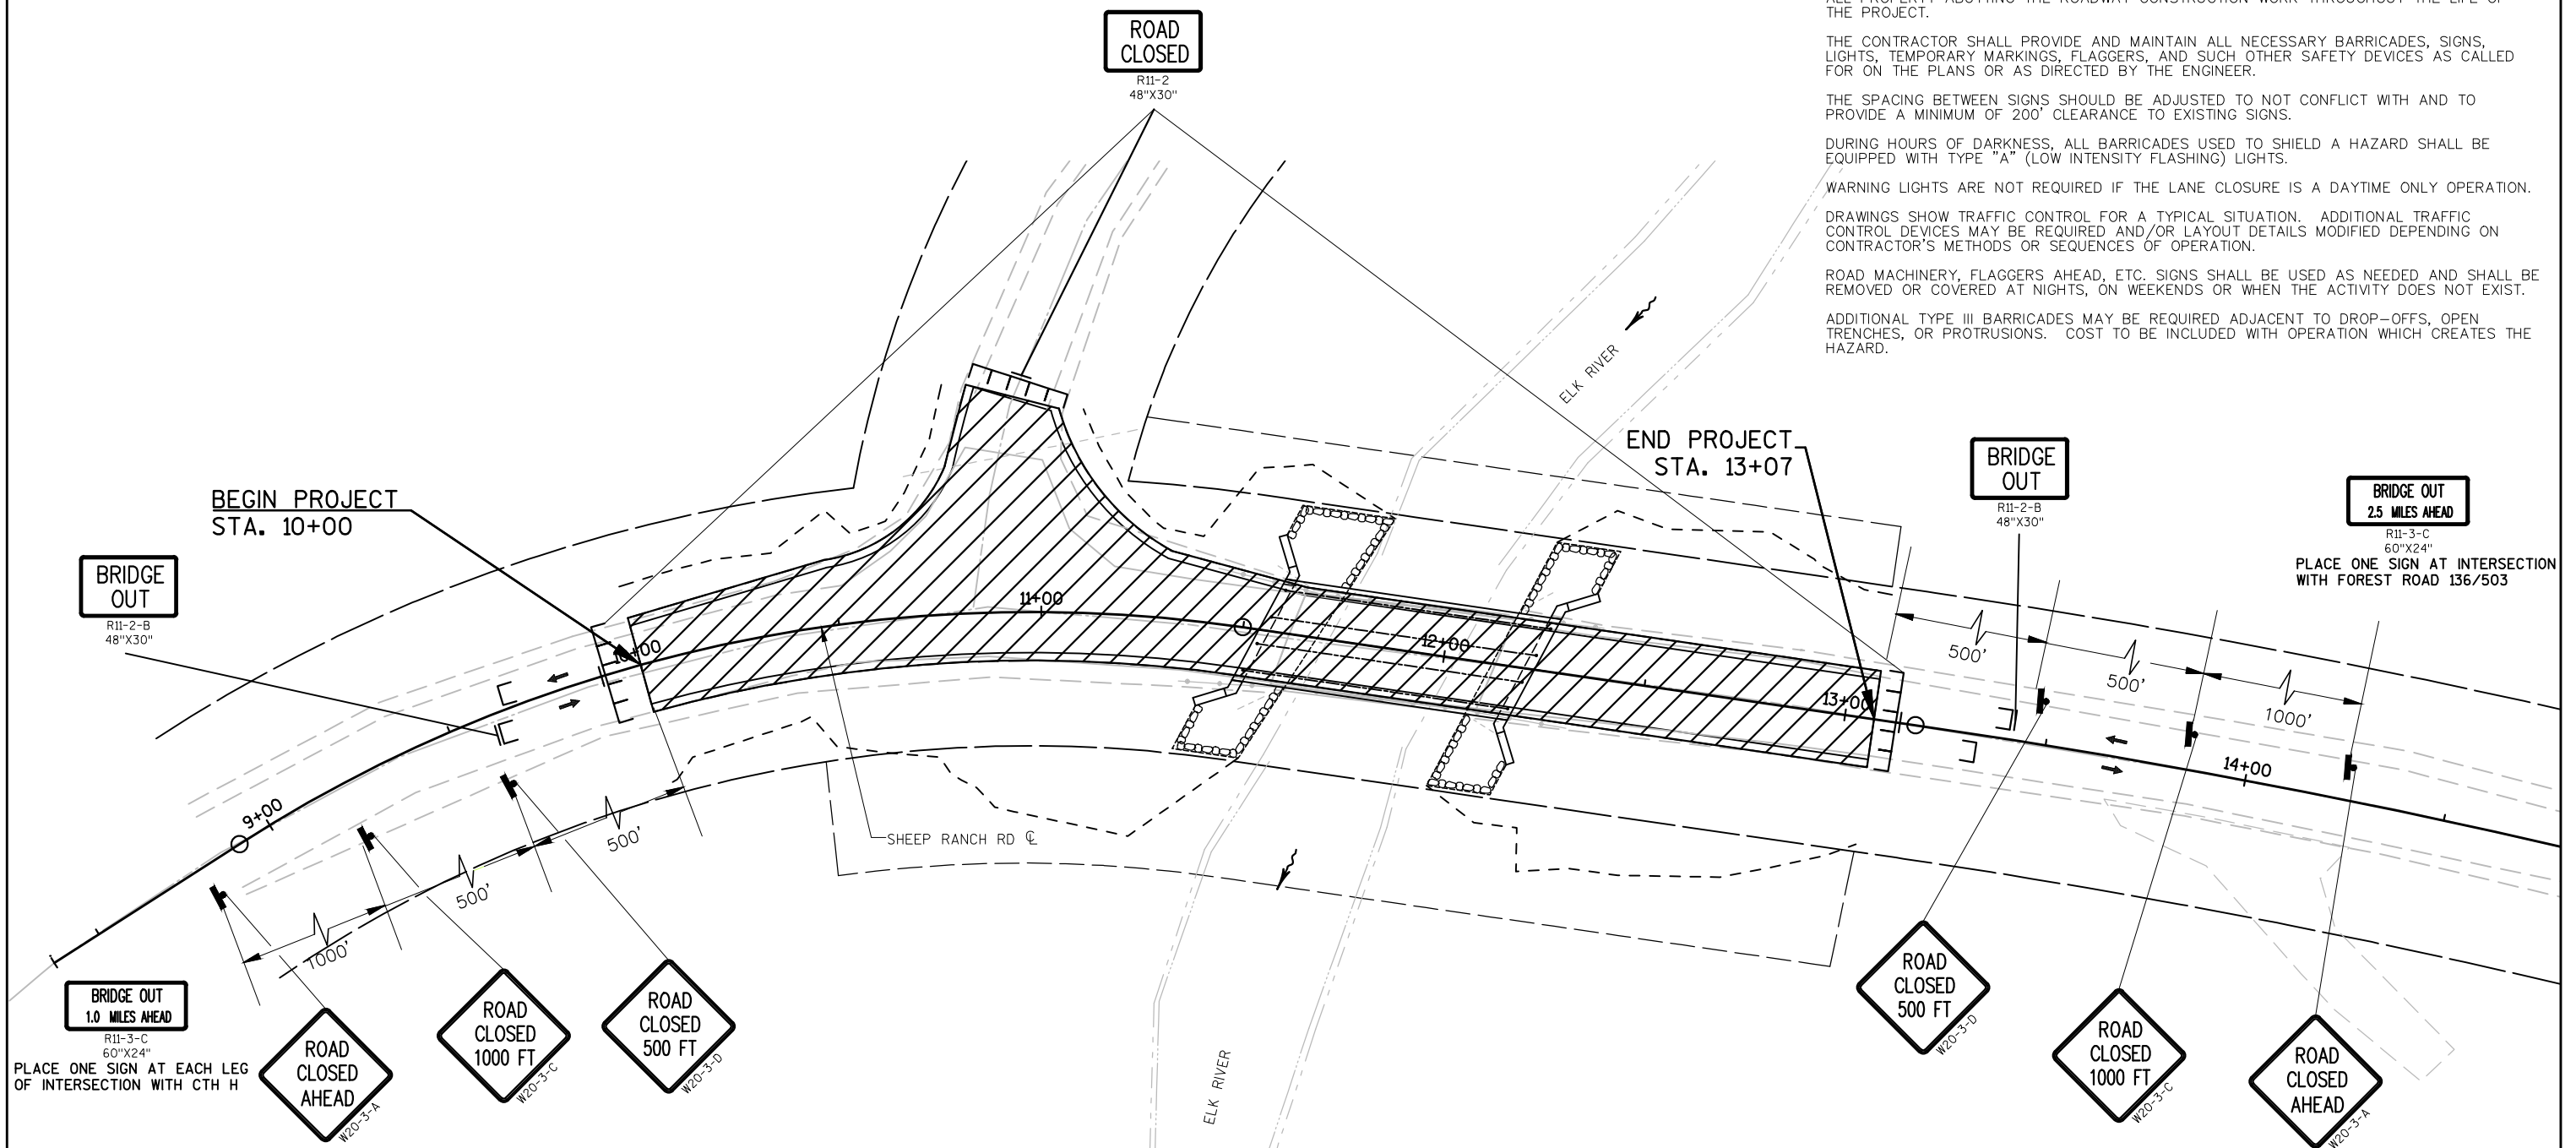 ALL PROPERTY ABUTTING THE ROADWAY CONSTRUCTION WORK THROUGHOUT THE LIFE OF
THE PROJECT.
THE CONTRACTOR SHALL PROVIDE AND MAINTAIN ALL NECESSARY BARRICADES, SIGNS,
LIGHTS, TEMPORARY MARKINGS, FLAGGERS, AND SUCH OTHER SAFETY DEVICES AS CALLED
FOR ON THE PLANS OR AS DIRECTED BY THE ENGINEER.
THE SPACING BETWEEN SIGNS SHOULD BE ADJUSTED TO NOT CONFLICT WITH AND TO
PROVIDE A MINIMUM OF 200' CLEARANCE TO EXISTING SIGNS.
DURING HOURS OF DARKNESS, ALL BARRICADES USED TO SHIELD A HAZARD SHALL BE
EQUIPPED WITH TYPE "A" (LOW INTENSITY FLASHING) LIGHTS.
WARNING LIGHTS ARE NOT REQUIRED IF THE LANE CLOSURE IS A DAYTIME ONLY OPERATION.
DRAWINGS SHOW TRAFFIC CONTROL FOR A TYPICAL SITUATION. ADDITIONAL TRAFFIC
CONTROL DEVICES MAY BE REQUIRED AND/OR LAYOUT DETAILS MODIFIED DEPENDING ON
CONTRACTOR'S METHODS OR SEQUENCES OF OPERATION.
ROAD MACHINERY, FLAGGERS AHEAD, ETC. SIGNS SHALL BE USED AS NEEDED AND SHALL BE
REMOVED OR COVERED AT NIGHTS, ON WEEKENDS OR WHEN THE ACTIVITY DOES NOT EXIST.
ADDITIONAL TYPE III BARRICADES MAY BE REQUIRED ADJACENT TO DROP-OFFS, OPEN
TRENCHES, OR PROTRUSIONS. COST TO BE INCLUDED WITH OPERATION WHICH CREATES THE
HAZARD.
ROAD
CLOSED
R11-2
48"X30"
ELK RIVER
END PROJECT
STA. 13+07
BRIDGE
OUT
R11-2-B
48"X30"
BRIDGE OUT
2.5 MILES AHEAD
R11-3-C
60"X24"
PLACE ONE SIGN AT INTERSECTION
WITH FOREST ROAD 136/503
BEGIN PROJECT
STA. 10+00
BRIDGE
OUT
R11-2-B
48"X30"
9+00
10+00
11+00
12+00
13+00
14+00
500'
500'
1000'
500'
500'
1000'
SHEEP RANCH RD ℄
ELK RIVER
BRIDGE OUT
1.0 MILES AHEAD
R11-3-C
60"X24"
PLACE ONE SIGN AT EACH LEG
OF INTERSECTION WITH CTH H
ROAD
CLOSED
AHEAD
W20-3-A
ROAD
CLOSED
1000 FT
W20-3-C
ROAD
CLOSED
500 FT
W20-3-D
ROAD
CLOSED
500 FT
W20-3-D
ROAD
CLOSED
1000 FT
W20-3-C
ROAD
CLOSED
AHEAD
W20-3-A